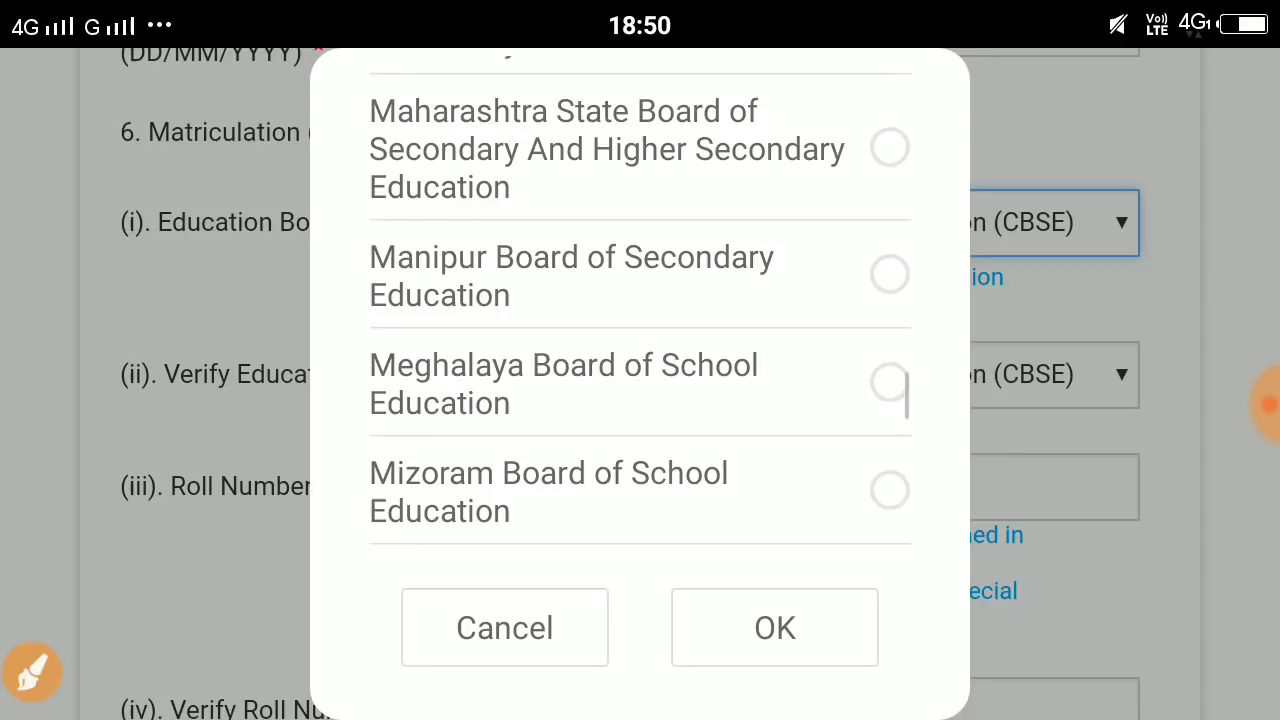 4G G 18:50 Vo)) LTE 4G
(DD/MM/YYYY) *
6. Matriculation
(i). Education Bo
n (CBSE) ▼
ion
(ii). Verify Educa
n (CBSE) ▼
(iii). Roll Number
ed in
ecial
(iv). Verify Roll Nu
Maharashtra State Board of
Secondary And Higher Secondary
Education
Manipur Board of Secondary
Education
Meghalaya Board of School
Education
Mizoram Board of School
Education
Cancel OK